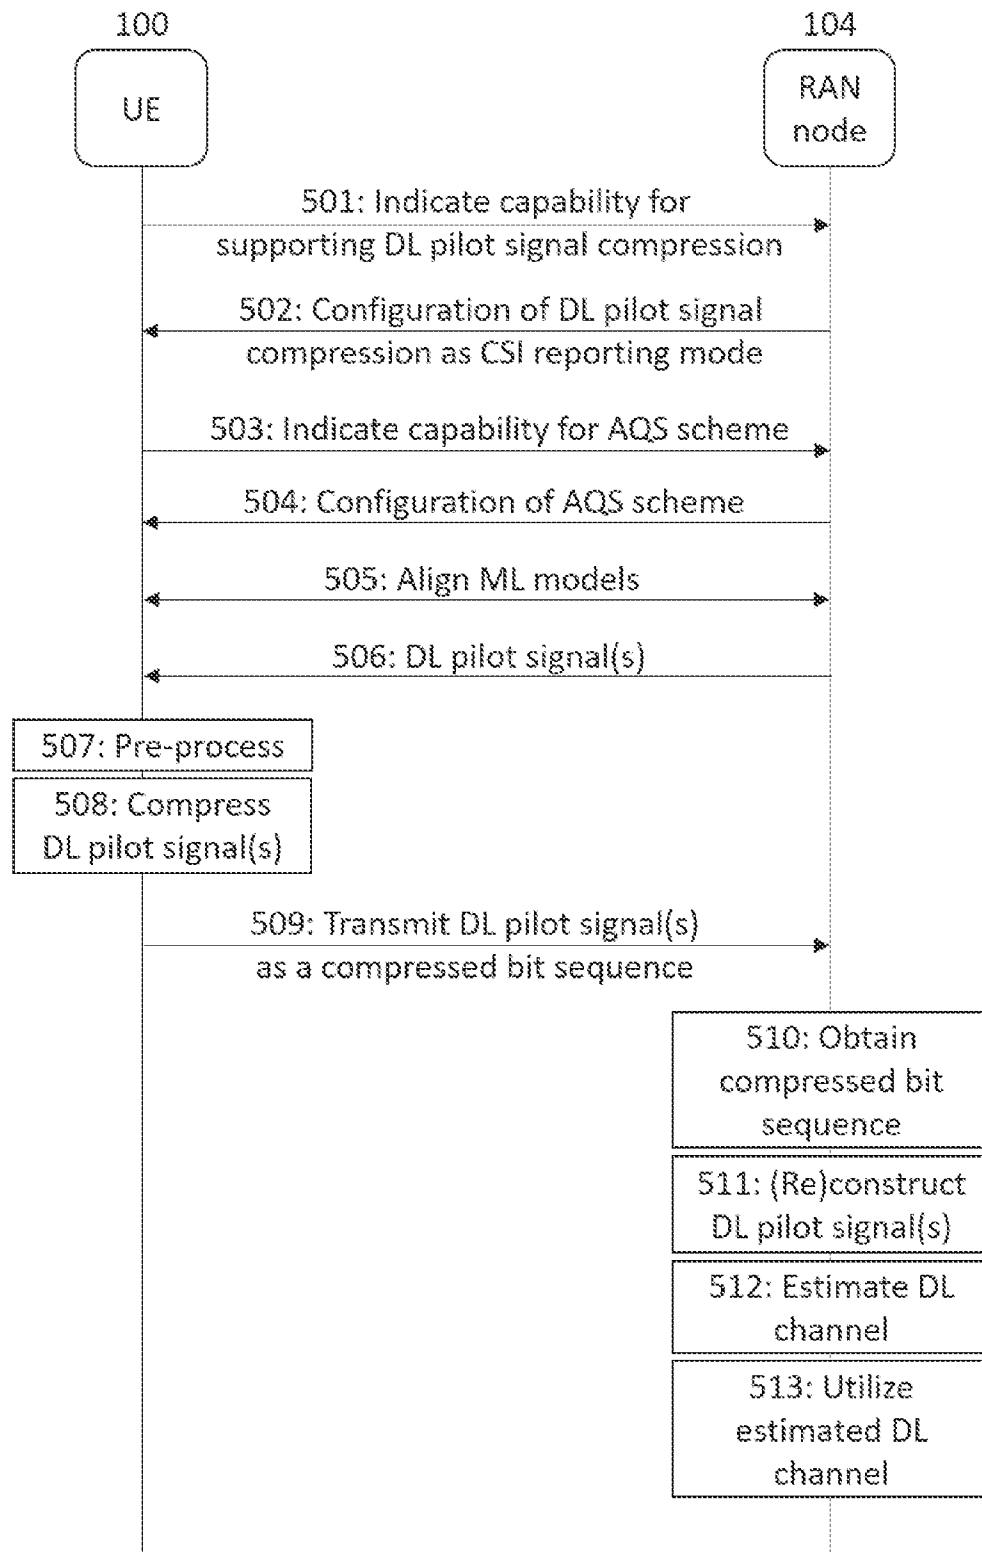 100
104
UE
RAN
node
501: Indicate capability for
supporting DL pilot signal compression
502: Configuration of DL pilot signal
compression as CSI reporting mode
503: Indicate capability for AQS scheme
504: Configuration of AQS scheme
505: Align ML models
506: DL pilot signal(s)
507: Pre-process
508: Compress
DL pilot signal(s)
509: Transmit DL pilot signal(s)
as a compressed bit sequence
510: Obtain
compressed bit
sequence
511: (Re)construct
DL pilot signal(s)
512: Estimate DL
channel
513: Utilize
estimated DL
channel